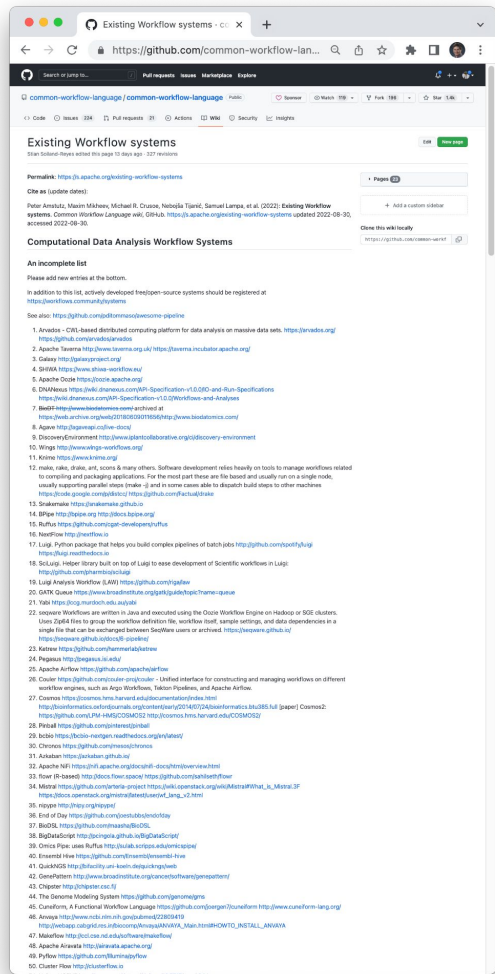 Existing Workflow systems - co
https://github.com/common-workflow-lan...
Search or jump to...
Pull requests Issues Marketplace Explore
common-workflow-language / common-workflow-language Public
Sponsor Watch 119 Fork 198 Star 1.4k
Code Issues 224 Pull requests 21 Actions Wiki Security Insights
Existing Workflow systems
Edit New page
Stian Soiland-Reyes edited this page 13 days ago · 327 revisions
Permalink: https://s.apache.org/existing-workflow-systems
Pages 23
Cite as (update dates):
Peter Amstutz, Maxim Mikheev, Michael R. Crusoe, Nebojša Tijanić, Samuel Lampa, et al. (2022): Existing Workflow
systems. Common Workflow Language wiki, GitHub. https://s.apache.org/existing-workflow-systems updated 2022-08-30,
accessed 2022-08-30.
+ Add a custom sidebar
Clone this wiki locally
https://github.com/common-workf
Computational Data Analysis Workflow Systems
An incomplete list
Please add new entries at the bottom.
In addition to this list, actively developed free/open-source systems should be registered at
https://workflows.community/systems
See also: https://github.com/pditommaso/awesome-pipeline
1. Arvados - CWL-based distributed computing platform for data analysis on massive data sets. https://arvados.org/
https://github.com/arvados/arvados
2. Apache Taverna http://www.taverna.org.uk/ https://taverna.incubator.apache.org/
3. Galaxy http://galaxyproject.org/
4. SHIWA https://www.shiwa-workflow.eu/
5. Apache Oozie https://oozie.apache.org/
6. DNANexus https://wiki.dnanexus.com/API-Specification-v1.0.0/IO-and-Run-Specifications
https://wiki.dnanexus.com/API-Specification-v1.0.0/Workflows-and-Analyses
7. BioDT http://www.biodatomics.com/ archived at
https://web.archive.org/web/20180609011656/http://www.biodatomics.com/
8. Agave http://agaveapi.co/live-docs/
9. DiscoveryEnvironment http://www.iplantcollaborative.org/ci/discovery-environment
10. Wings http://www.wings-workflows.org/
11. Knime https://www.knime.org/
12. make, rake, drake, ant, scons & many others. Software development relies heavily on tools to manage workflows related
to compiling and packaging applications. For the most part these are file based and usually run on a single node,
usually supporting parallel steps (make -j) and in some cases able to dispatch build steps to other machines
https://code.google.com/p/distcc/ https://github.com/Factual/drake
13. Snakemake https://snakemake.github.io
14. BPipe http://bpipe.org http://docs.bpipe.org/
15. Ruffus https://github.com/cgat-developers/ruffus
16. NextFlow http://nextflow.io
17. Luigi. Python package that helps you build complex pipelines of batch jobs http://github.com/spotify/luigi
https://luigi.readthedocs.io
18. SciLuigi. Helper library built on top of Luigi to ease development of Scientific workflows in Luigi:
http://github.com/pharmbio/sciluigi
19. Luigi Analysis Workflow (LAW) https://github.com/riga/law
20. GATK Queue https://www.broadinstitute.org/gatk/guide/topic?name=queue
21. Yabi https://ccg.murdoch.edu.au/yabi
22. seqware Workflows are written in Java and executed using the Oozie Workflow Engine on Hadoop or SGE clusters.
Uses Zip64 files to group the workflow definition file, workflow itself, sample settings, and data dependencies in a
single file that can be exchanged between SeqWare users or archived. https://seqware.github.io/
https://seqware.github.io/docs/6-pipeline/
23. Ketrew https://github.com/hammerlab/ketrew
24. Pegasus http://pegasus.isi.edu/
25. Apache Airflow https://github.com/apache/airflow
26. Couler https://github.com/couler-proj/couler - Unified interface for constructing and managing workflows on different
workflow engines, such as Argo Workflows, Tekton Pipelines, and Apache Airflow.
27. Cosmos https://cosmos.hms.harvard.edu/documentation/index.html
http://bioinformatics.oxfordjournals.org/content/early/2014/07/24/bioinformatics.btu385.full [paper] Cosmos2:
https://github.com/LPM-HMS/COSMOS2 http://cosmos.hms.harvard.edu/COSMOS2/
28. Pinball https://github.com/pinterest/pinball
29. bcbio https://bcbio-nextgen.readthedocs.org/en/latest/
30. Chronos https://github.com/mesos/chronos
31. Azkaban https://azkaban.github.io/
32. Apache NiFi https://nifi.apache.org/docs/nifi-docs/html/overview.html
33. flowr (R-based) http://docs.flowr.space/ https://github.com/sahilseth/flowr
34. Mistral https://github.com/arteria-project https://wiki.openstack.org/wiki/Mistral#What_is_Mistral.3F
https://docs.openstack.org/mistral/latest/user/wf_lang_v2.html
35. nipype http://nipy.org/nipype/
36. End of Day https://github.com/joestubbs/endofday
37. BioDSL https://github.com/maasha/BioDSL
38. BigDataScript http://pcingola.github.io/BigDataScript/
39. Omics Pipe: uses Ruffus http://sulab.scripps.edu/omicspipe/
40. Ensembl Hive https://github.com/Ensembl/ensembl-hive
41. QuickNGS http://bifacility.uni-koeln.de/quickngs/web
42. GenePattern http://www.broadinstitute.org/cancer/software/genepattern/
43. Chipster http://chipster.csc.fi/
44. The Genome Modeling System https://github.com/genome/gms
45. Cuneiform, A Functional Workflow Language https://github.com/joergen7/cuneiform http://www.cuneiform-lang.org/
46. Anvaya http://www.ncbi.nlm.nih.gov/pubmed/22809419
http://webapp.cabgrid.res.in/biocomp/Anvaya/ANVAYA_Main.html#HOWTO_INSTALL_ANVAYA
47. Makeflow http://ccl.cse.nd.edu/software/makeflow/
48. Apache Airavata http://airavata.apache.org/
49. Pyflow https://github.com/Illumina/pyflow
50. Cluster Flow http://clusterflow.io